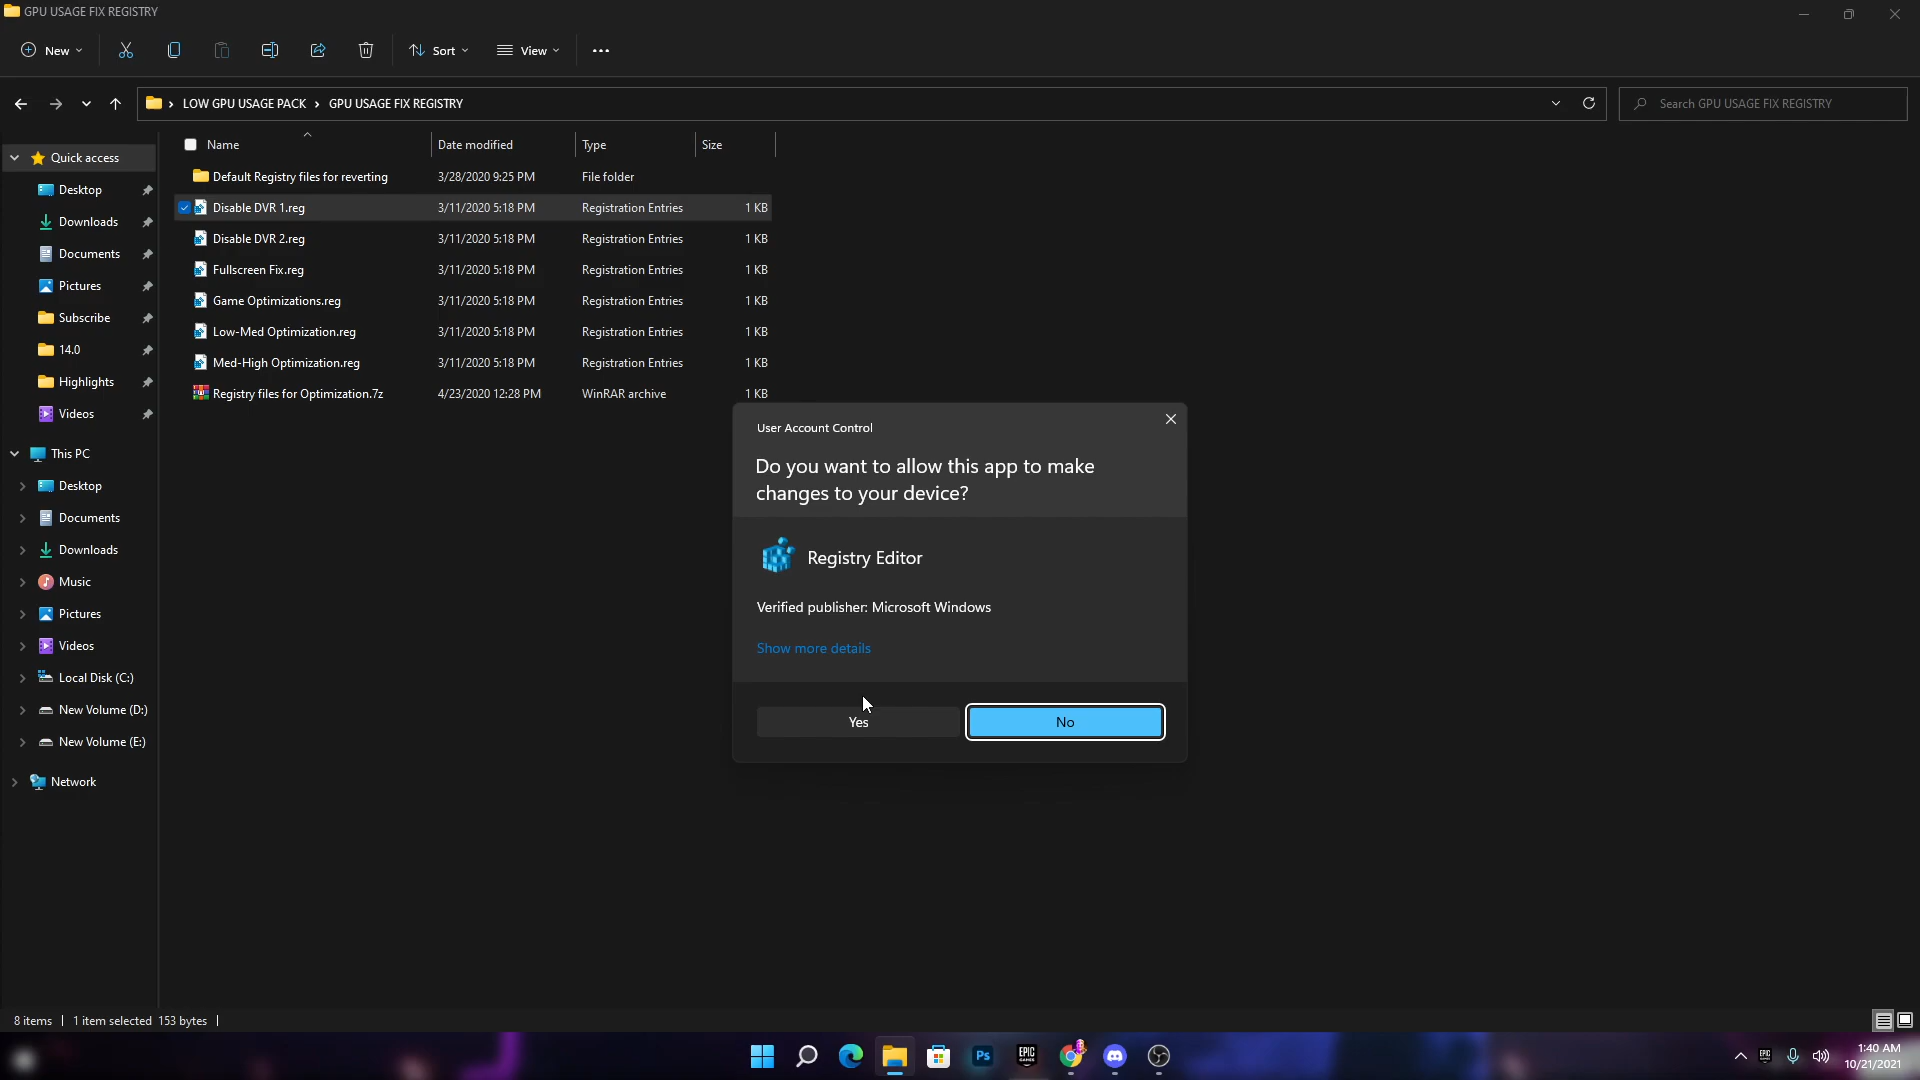 GPU USAGE FIX REGISTRY
New
Sort
View
LOW GPU USAGE PACK > GPU USAGE FIX REGISTRY
Search GPU USAGE FIX REGISTRY
Name Date modified Type Size
Default Registry files for reverting 3/28/2020 9:25 PM File folder
Disable DVR 1.reg 3/11/2020 5:18 PM Registration Entries 1 KB
Disable DVR 2.reg 3/11/2020 5:18 PM Registration Entries 1 KB
Fullscreen Fix.reg 3/11/2020 5:18 PM Registration Entries 1 KB
Game Optimizations.reg 3/11/2020 5:18 PM Registration Entries 1 KB
Low-Med Optimization.reg 3/11/2020 5:18 PM Registration Entries 1 KB
Med-High Optimization.reg 3/11/2020 5:18 PM Registration Entries 1 KB
Registry files for Optimization.7z 4/23/2020 12:28 PM WinRAR archive 1 KB
Quick access
Desktop
Downloads
Documents
Pictures
Subscribe
14.0
Highlights
Videos
This PC
Desktop
Documents
Downloads
Music
Pictures
Videos
Local Disk (C:)
New Volume (D:)
New Volume (E:)
Network
User Account Control
Do you want to allow this app to make
changes to your device?
Registry Editor
Verified publisher: Microsoft Windows
Show more details
Yes
No
8 items | 1 item selected 153 bytes |
Ps
EPIC
GAMES
EPIC
1:40 AM
10/21/2021